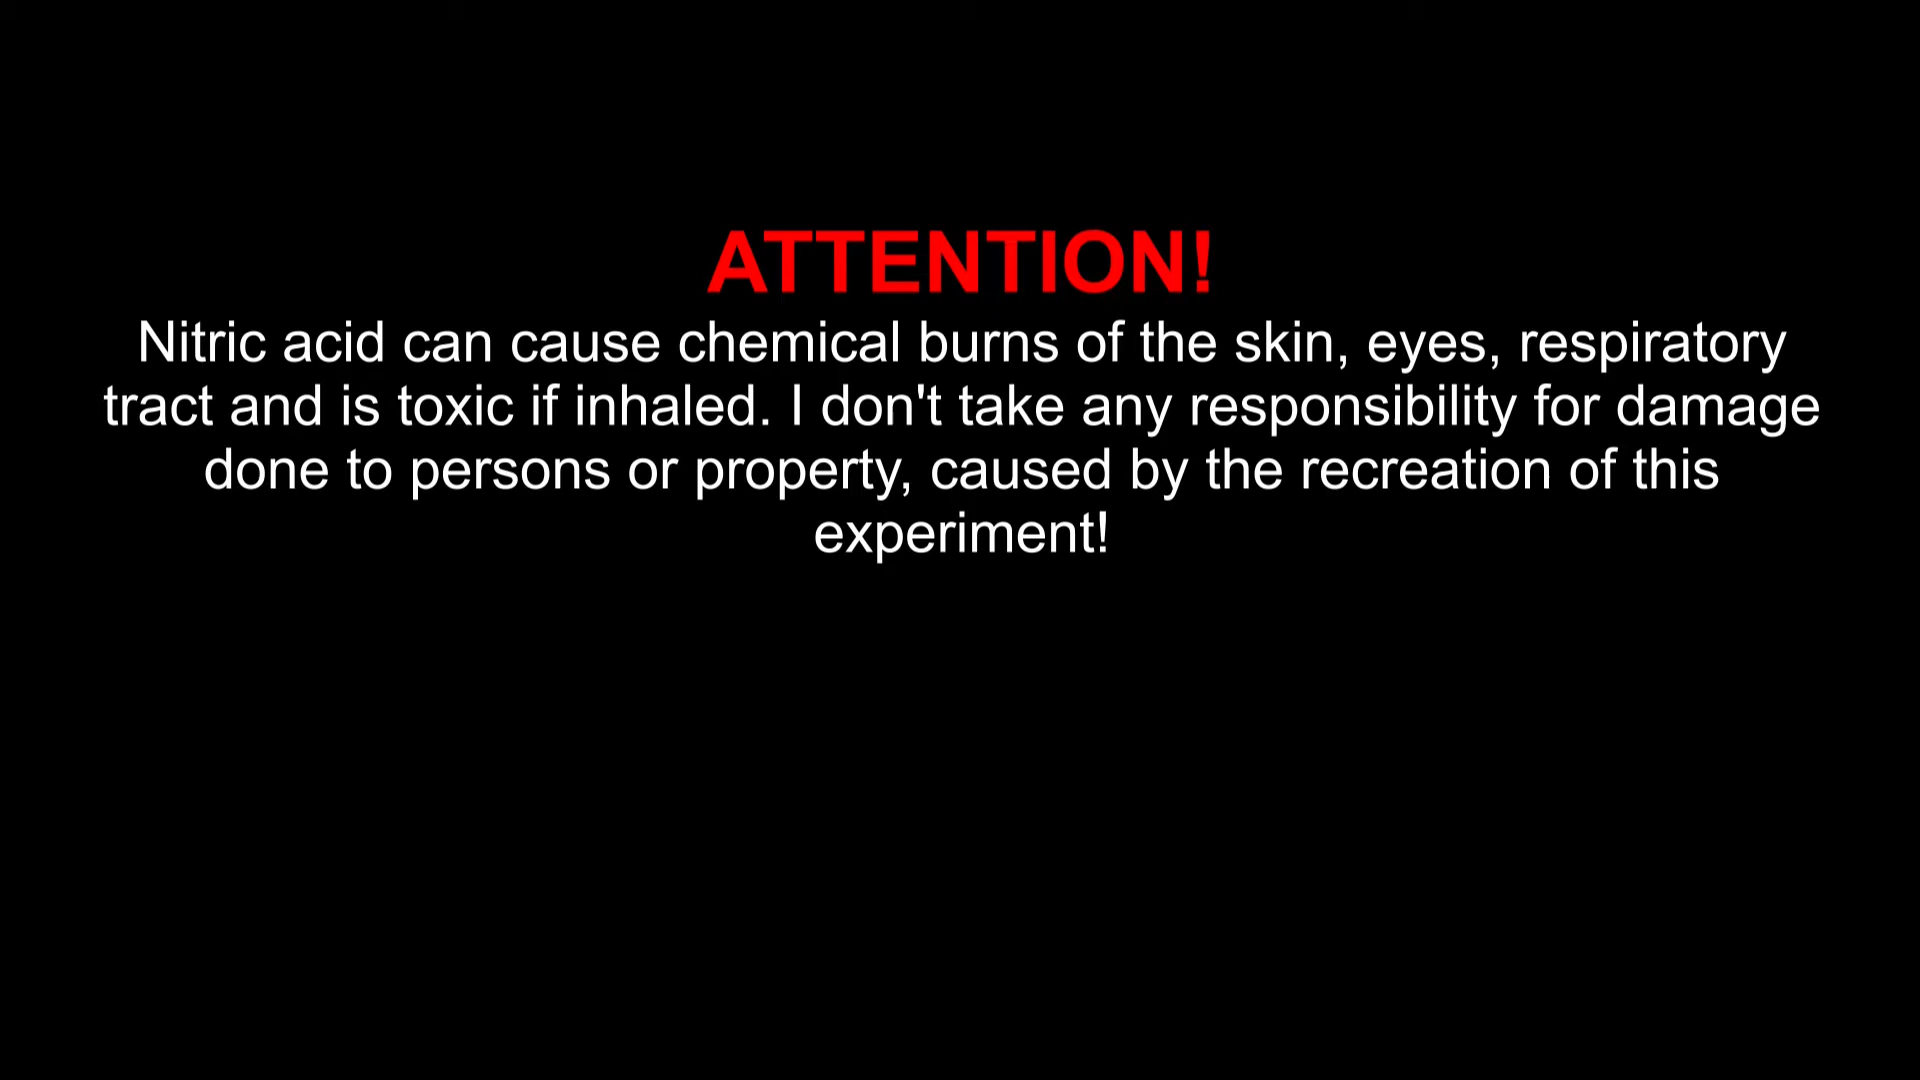 ATTENTION!
Nitric acid can cause chemical burns of the skin, eyes, respiratory
tract and is toxic if inhaled. I don't take any responsibility for damage
done to persons or property, caused by the recreation of this
experiment!